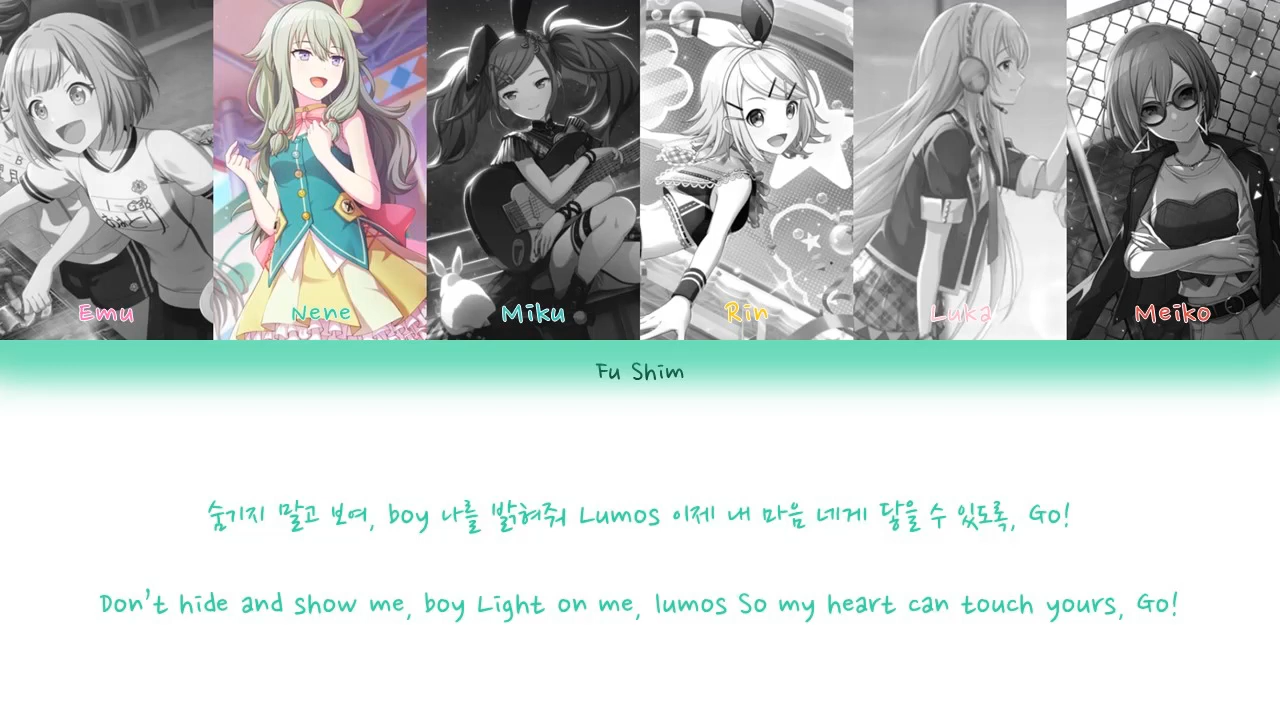 Emu Nene Miku Rin Luka Meiko
Fu Shim
숨기지 말고 보여, boy 나를 밝혀줘 Lumos 이제 내 마음 네게 닿을 수 있도록, Go!
Don't hide and show me, boy Light on me, lumos So my heart can touch yours, Go!